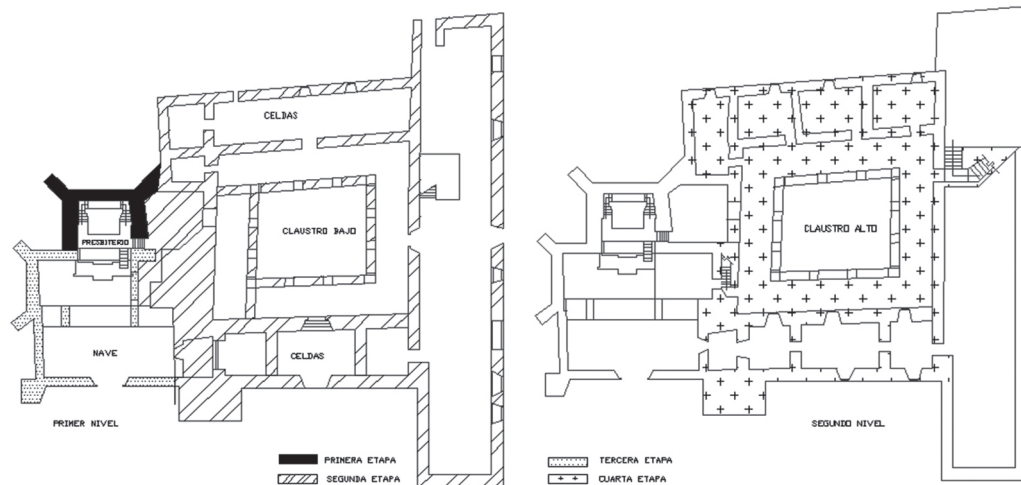 CELDAS
CLAUSTRO BAJO
PRESBITERIO
NAVE
CELDAS
PRIMER NIVEL
PRIMERA ETAPA
SEGUNDA ETAPA
CLAUSTRO ALTO
SEGUNDO NIVEL
TERCERA ETAPA
CUARTA ETAPA